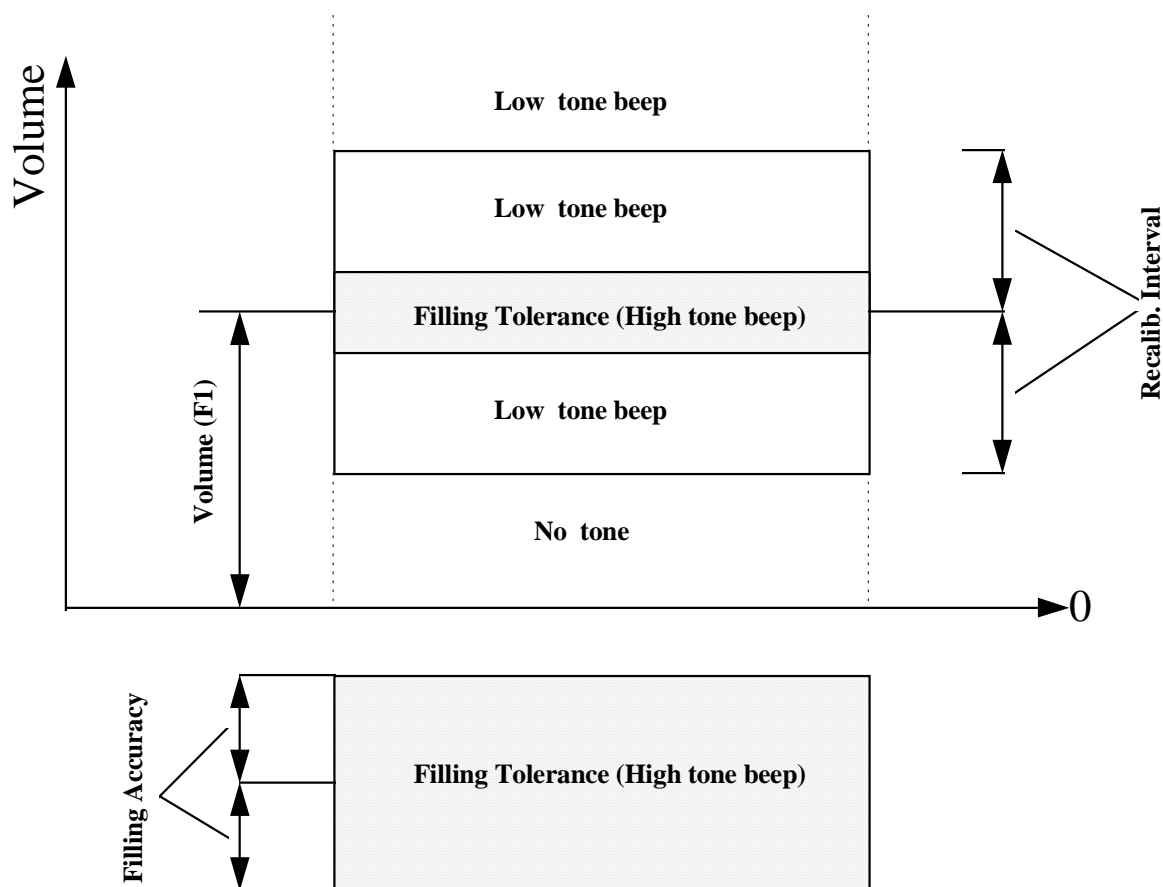 Volume
Low tone beep
Low tone beep
Filling Tolerance (High tone beep)
Low tone beep
No tone
Volume (F1)
Recalib. Interval
0
Filling Accuracy
Filling Tolerance (High tone beep)